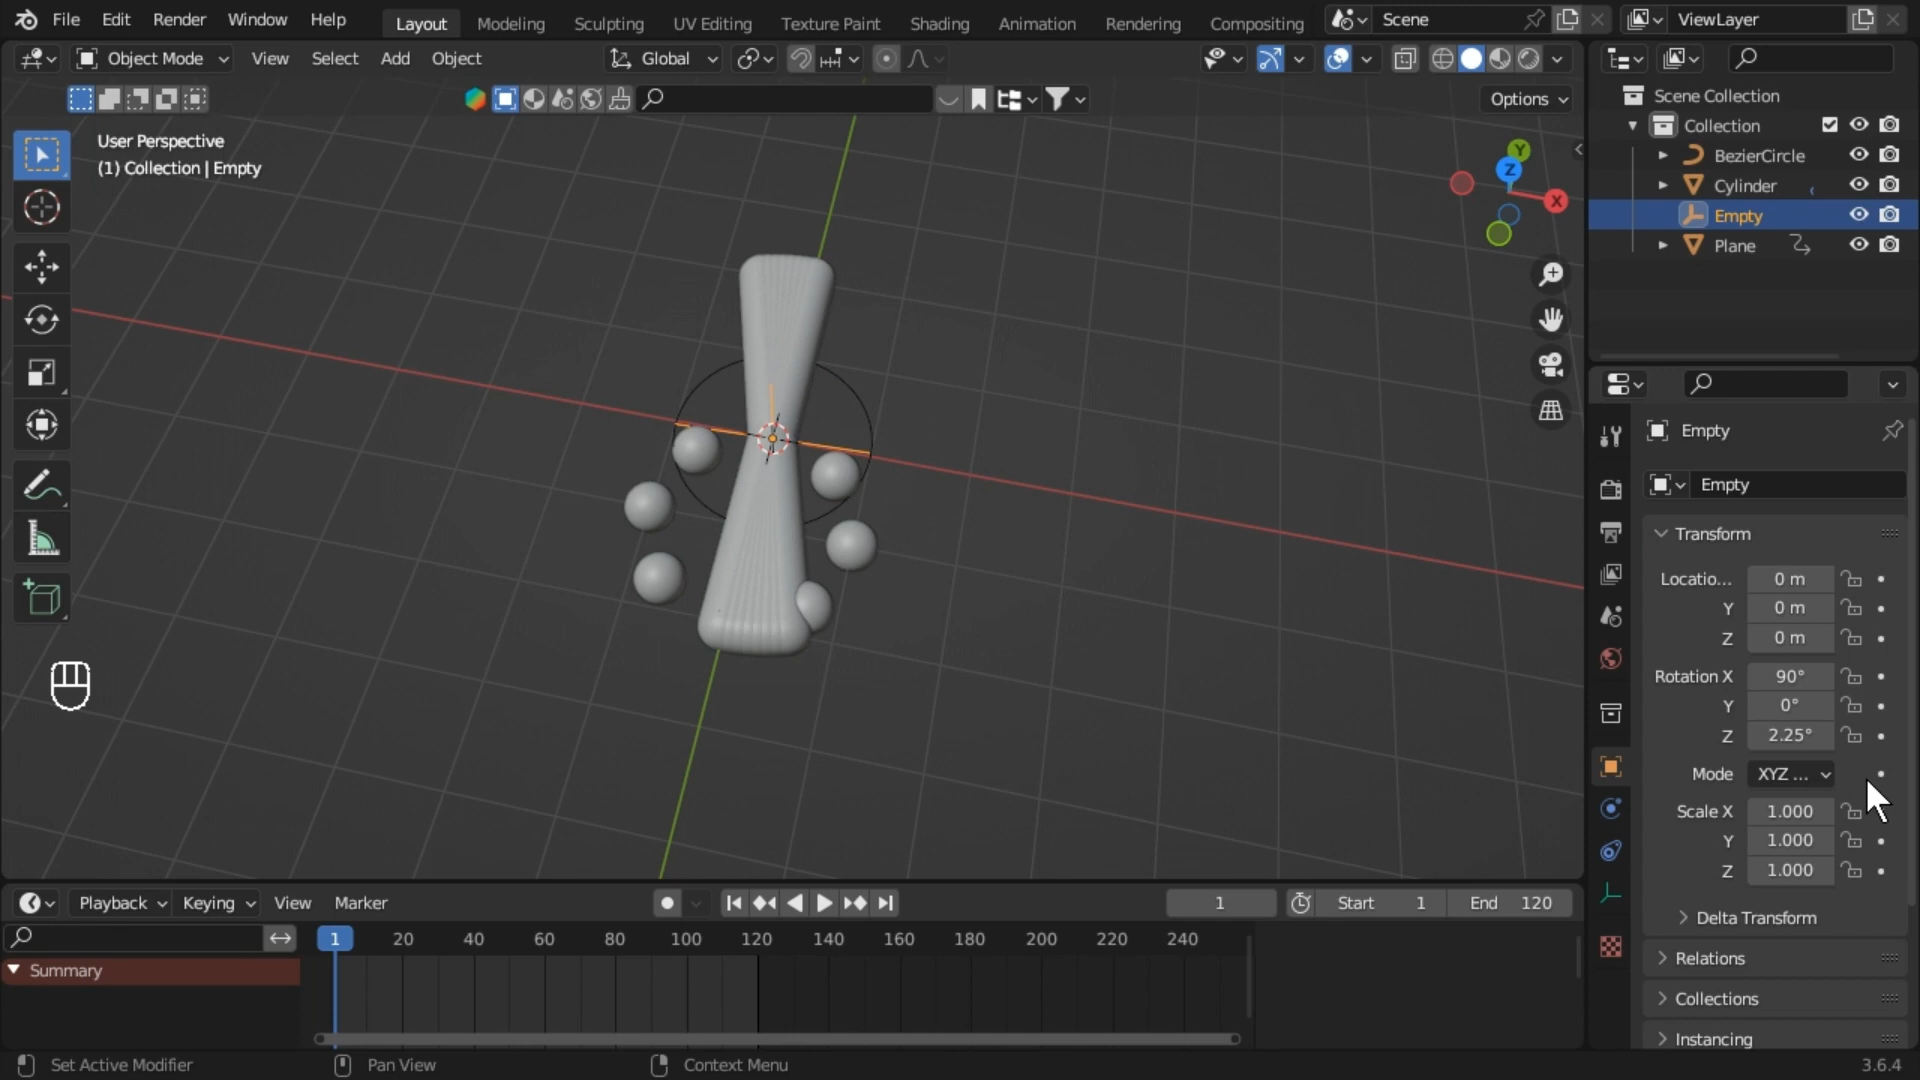 File Edit Render Window Help Layout Modeling Sculpting UV Editing Texture Paint Shading Animation Rendering Compositing Scene ViewLayer
Object Mode View Select Add Object Global
Options
User Perspective
(1) Collection | Empty
Y
Z
X
Scene Collection
Collection
BezierCircle
Cylinder
Empty
Plane
Empty
Empty
Transform
Locatio... 0 m
Y 0 m
Z 0 m
Rotation X 90°
Y 0°
Z 2.25°
Mode XYZ ...
Scale X 1.000
Y 1.000
Z 1.000
Delta Transform
Relations
Collections
Instancing
Playback Keying View Marker 1 Start 1 End 120
1 20 40 60 80 100 120 140 160 180 200 220 240
Summary
Set Active Modifier Pan View Context Menu 3.6.4